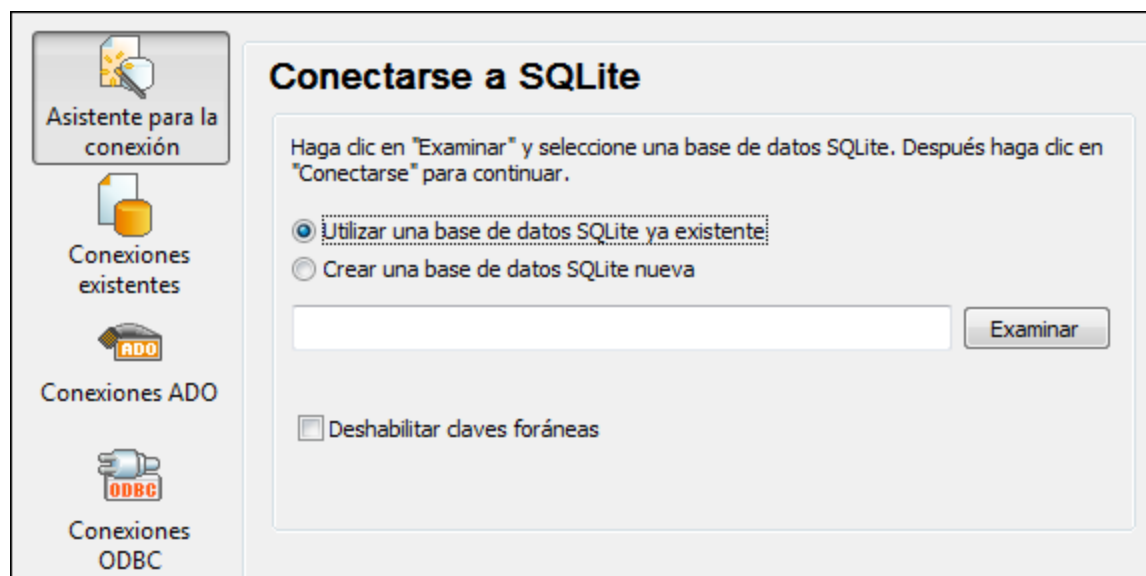 Asistente para la
conexión
Conexiones
existentes
ADO
Conexiones ADO
ODBC
Conexiones
ODBC
Conectarse a SQLite
Haga clic en "Examinar" y seleccione una base de datos SQLite. Después haga clic en
"Conectarse" para continuar.
Utilizar una base de datos SQLite ya existente
Crear una base de datos SQLite nueva
Examinar
Deshabilitar claves foráneas